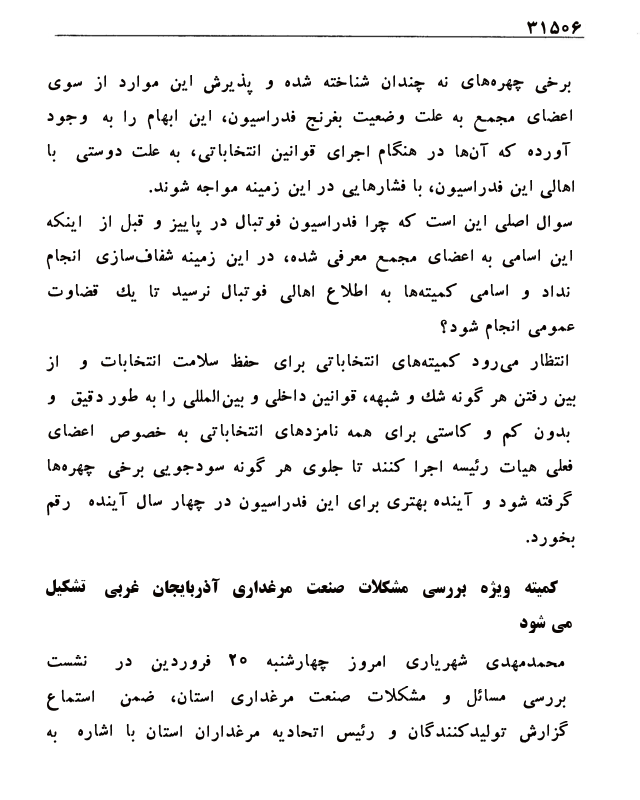 ۳۱۵۰۶
برخی چهره‌های نه چندان شناخته شده و پذیرش این موارد از سوی
اعضای مجمع به علت وضعیت بغرنج فدراسیون، این ابهام را به وجود
آورده که آن‌ها در هنگام اجرای قوانین انتخاباتی، به علت دوستی با
اهالی این فدراسیون، با فشارهایی در این زمینه مواجه شوند.
سوال اصلی این است که چرا فدراسیون فوتبال در پاییز و قبل از اینکه
این اسامی به اعضای مجمع معرفی شده، در این زمینه شفاف‌سازی انجام
نداد و اسامی کمیته‌ها به اطلاع اهالی فوتبال نرسید تا یك قضاوت
عمومی انجام شود؟
انتظار می‌رود کمیته‌های انتخاباتی برای حفظ سلامت انتخابات و از
بین رفتن هر گونه شك و شبهه، قوانین داخلی و بین‌المللی را به طور دقیق و
بدون کم و کاستی برای همه نامزدهای انتخاباتی به خصوص اعضای
فعلی هیات رئیسه اجرا کنند تا جلوی هر گونه سودجویی برخی چهره‌ها
گرفته شود و آینده بهتری برای این فدراسیون در چهار سال آینده رقم
بخورد.
کمیته ویژه بررسی مشکلات صنعت مرغداری آذربایجان غربی تشکیل
می شود
محمدمهدی شهریاری امروز چهارشنبه ۲۰ فروردین در نشست
بررسی مسائل و مشکلات صنعت مرغداری استان، ضمن استماع
گزارش تولیدکنندگان و رئیس اتحادیه مرغداران استان با اشاره به